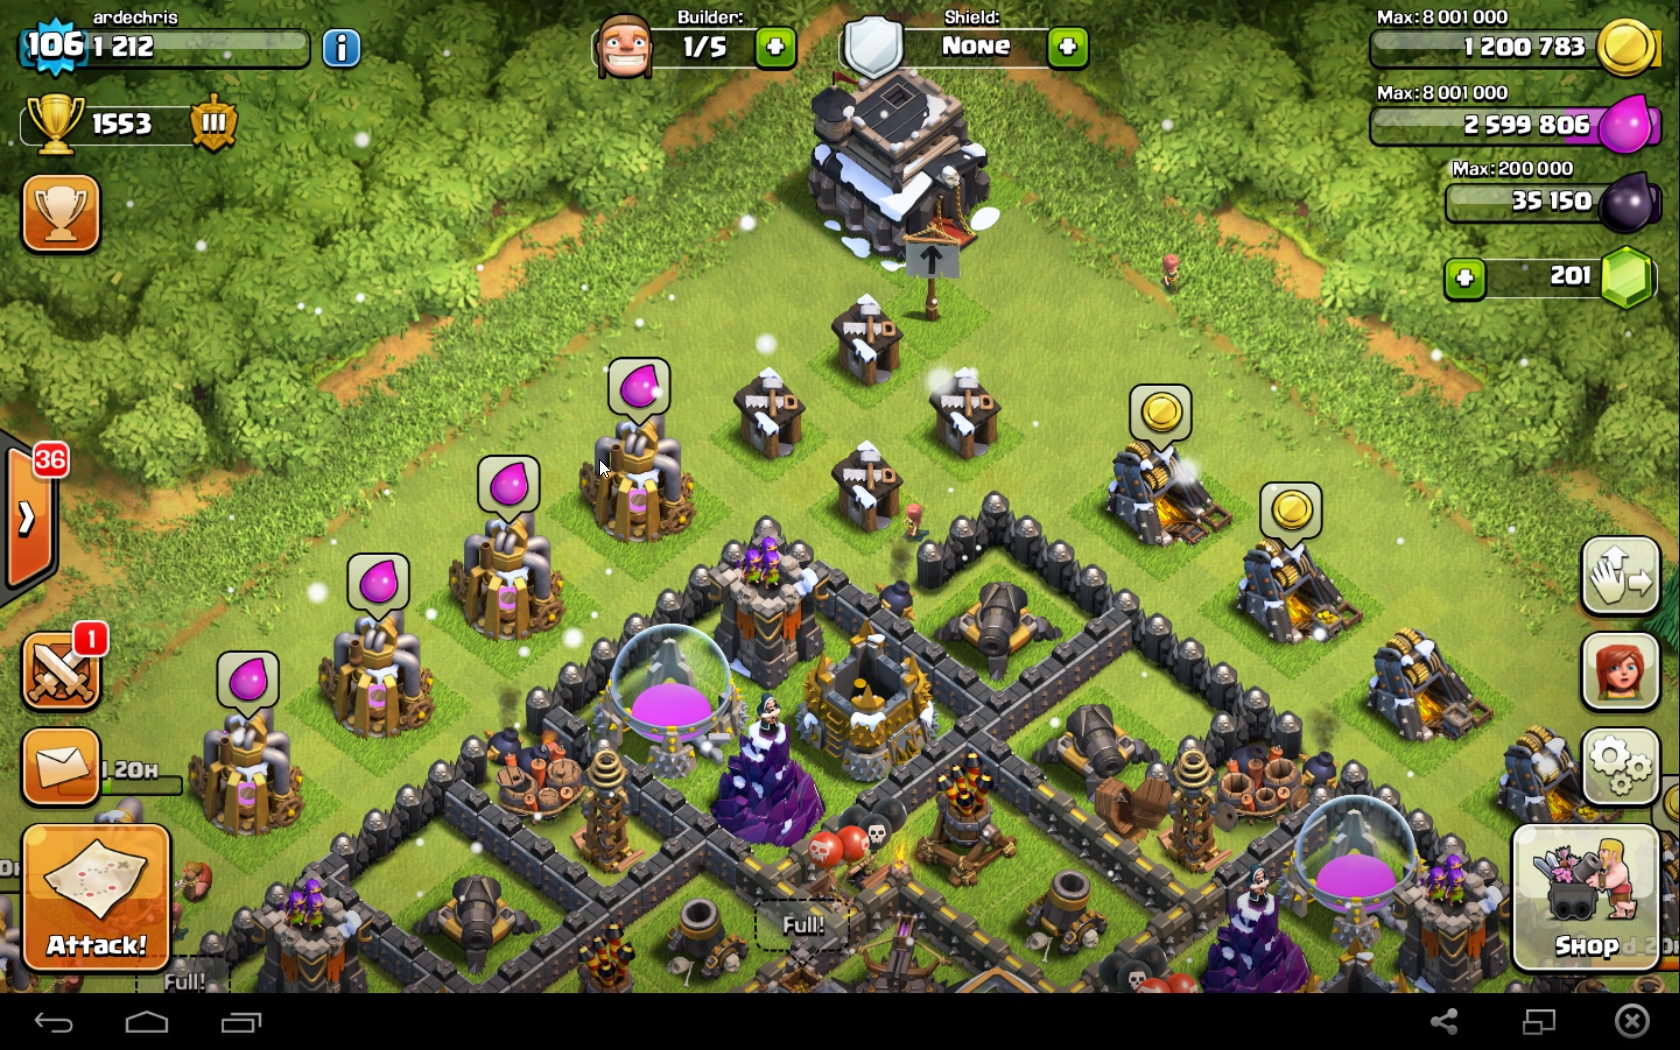 ardechris
106 1 212
i
Builder:
1/5
Shield:
None
Max: 8 001 000
1 200 783
1553
III
Max: 8 001 000
2 599 806
Max: 200 000
35 150
201
36
1
20H
Attack!
Full!
Full!
Shop